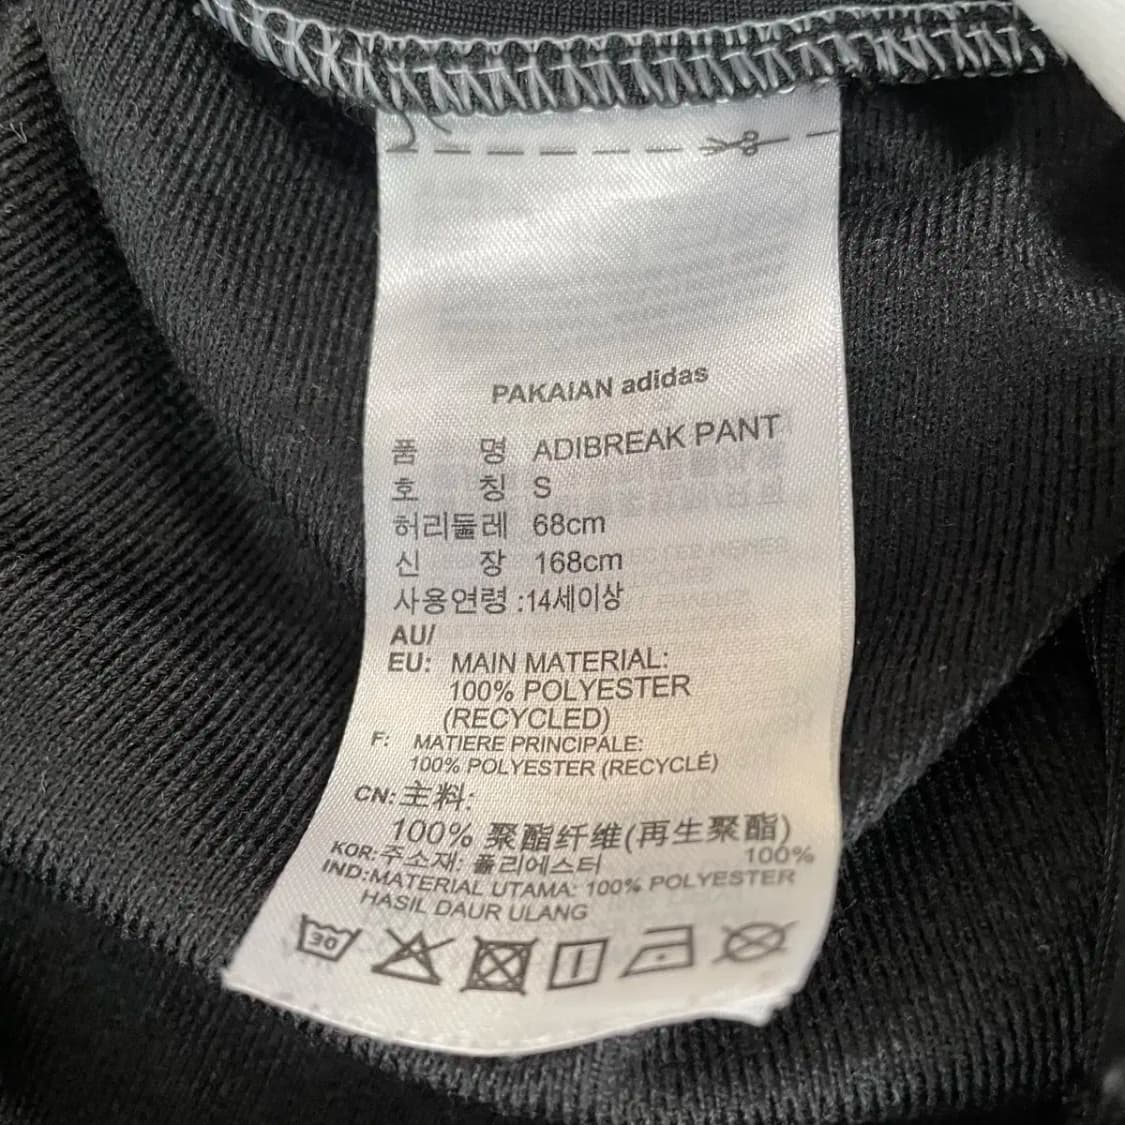 PAKAIAN adidas
품 명 ADIBREAK PANT
호 칭 S
허리둘레 68cm
신 장 168cm
사용연령 :14세이상
AU/
EU: MAIN MATERIAL:
100% POLYESTER
(RECYCLED)
F: MATIERE PRINCIPALE:
100% POLYESTER (RECYCLÉ)
CN:主料:
100% 聚酯纤维(再生聚酯)
KOR:주소재: 폴리에스터 100%
IND:MATERIAL UTAMA: 100% POLYESTER
HASIL DAUR ULANG
30